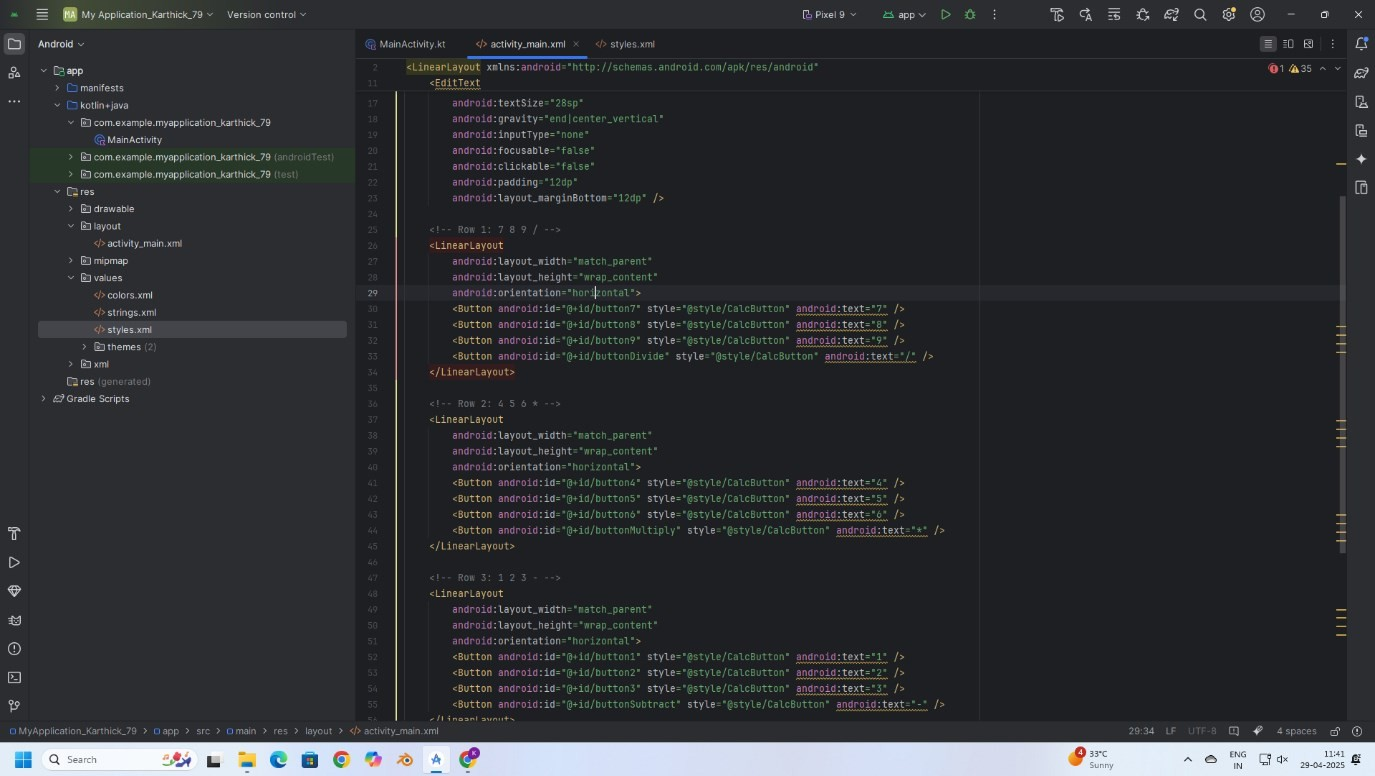 MA My Application_Karthick_79 Version control Pixel 9 app
Android
MainActivity.kt activity_main.xml styles.xml
app
manifests
kotlin+java
com.example.myapplication_karthick_79
MainActivity
com.example.myapplication_karthick_79 (androidTest)
com.example.myapplication_karthick_79 (test)
res
drawable
layout
activity_main.xml
mipmap
values
colors.xml
strings.xml
styles.xml
themes (2)
xml
res (generated)
Gradle Scripts
1 35
2 <LinearLayout xmlns:android="http://schemas.android.com/apk/res/android"
11 <EditText
17 android:textSize="28sp"
18 android:gravity="end|center_vertical"
19 android:inputType="none"
20 android:focusable="false"
21 android:clickable="false"
22 android:padding="12dp"
23 android:layout_marginBottom="12dp" />
24
25 <!-- Row 1: 7 8 9 / -->
26 <LinearLayout
27 android:layout_width="match_parent"
28 android:layout_height="wrap_content"
29 android:orientation="horizontal">
30 <Button android:id="@+id/button7" style="@style/CalcButton" android:text="7" />
31 <Button android:id="@+id/button8" style="@style/CalcButton" android:text="8" />
32 <Button android:id="@+id/button9" style="@style/CalcButton" android:text="9" />
33 <Button android:id="@+id/buttonDivide" style="@style/CalcButton" android:text="/" />
34 </LinearLayout>
35
36 <!-- Row 2: 4 5 6 * -->
37 <LinearLayout
38 android:layout_width="match_parent"
39 android:layout_height="wrap_content"
40 android:orientation="horizontal">
41 <Button android:id="@+id/button4" style="@style/CalcButton" android:text="4" />
42 <Button android:id="@+id/button5" style="@style/CalcButton" android:text="5" />
43 <Button android:id="@+id/button6" style="@style/CalcButton" android:text="6" />
44 <Button android:id="@+id/buttonMultiply" style="@style/CalcButton" android:text="*" />
45 </LinearLayout>
46
47 <!-- Row 3: 1 2 3 - -->
48 <LinearLayout
49 android:layout_width="match_parent"
50 android:layout_height="wrap_content"
51 android:orientation="horizontal">
52 <Button android:id="@+id/button1" style="@style/CalcButton" android:text="1" />
53 <Button android:id="@+id/button2" style="@style/CalcButton" android:text="2" />
54 <Button android:id="@+id/button3" style="@style/CalcButton" android:text="3" />
55 <Button android:id="@+id/buttonSubtract" style="@style/CalcButton" android:text="-" />
56 </LinearLayout>
MyApplication_Karthick_79 > app > src > main > res > layout > activity_main.xml 29:34 LF UTF-8 4 spaces
Search
4 33°C
Sunny
ENG
IN
11:41
29-04-2025